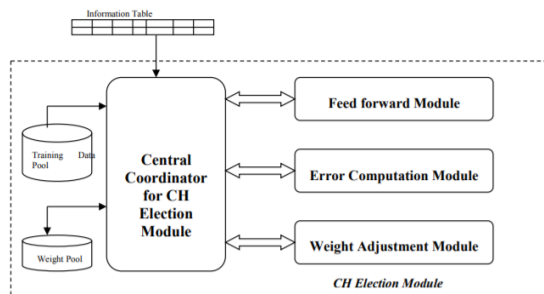 Information Table
Feed forward Module
Training Data
Pool
Central
Coordinator
for CH
Election
Module
Error Computation Module
Weight Pool
Weight Adjustment Module
CH Election Module